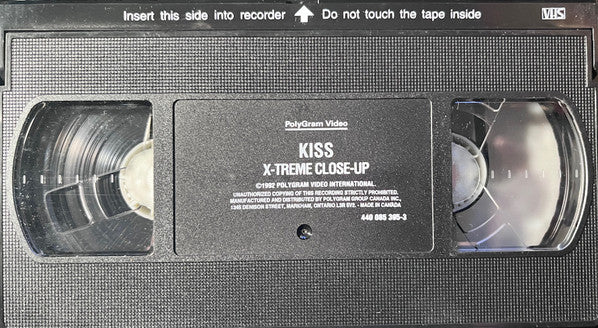 Insert this side into recorder ↑ Do not touch the tape inside VHS
PolyGram Video
KISS
X-TREME CLOSE-UP
©1992 POLYGRAM VIDEO INTERNATIONAL.
UNAUTHORIZED COPYING OF THIS RECORDING STRICTLY PROHIBITED.
MANUFACTURED AND DISTRIBUTED BY POLYGRAM GROUP CANADA INC.,
1345 DENISON STREET, MARKHAM, ONTARIO L3R 5V2. - MADE IN CANADA
440 085 395-3